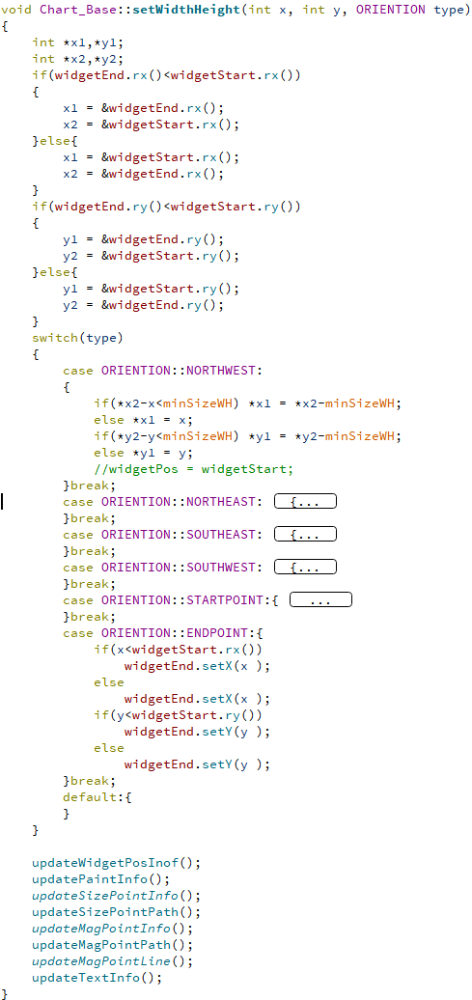 void Chart_Base::setWidthHeight(int x, int y, ORIENTION type)
{
    int *x1,*y1;
    int *x2,*y2;
    if(widgetEnd.rx()<widgetStart.rx())
    {
        x1 = &widgetEnd.rx();
        x2 = &widgetStart.rx();
    }else{
        x1 = &widgetStart.rx();
        x2 = &widgetEnd.rx();
    }
    if(widgetEnd.ry()<widgetStart.ry())
    {
        y1 = &widgetEnd.ry();
        y2 = &widgetStart.ry();
    }else{
        y1 = &widgetStart.ry();
        y2 = &widgetEnd.ry();
    }
    switch(type)
    {
        case ORIENTION::NORTHWEST:
        {
            if(*x2-x<minSizeWH) *x1 = *x2-minSizeWH;
            else *x1 = x;
            if(*y2-y<minSizeWH) *y1 = *y2-minSizeWH;
            else *y1 = y;
            //widgetPos = widgetStart;
        }break;
        case ORIENTION::NORTHEAST: {...
        }break;
        case ORIENTION::SOUTHEAST: {...
        }break;
        case ORIENTION::SOUTHWEST: {...
        }break;
        case ORIENTION::STARTPOINT:{ ...
        }break;
        case ORIENTION::ENDPOINT:{
            if(x<widgetStart.rx())
                widgetEnd.setX(x );
            else
                widgetEnd.setX(x );
            if(y<widgetStart.ry())
                widgetEnd.setY(y );
            else
                widgetEnd.setY(y );
        }break;
        default:{
        }
    }

    updateWidgetPosInof();
    updatePaintInfo();
    updateSizePointInfo();
    updateSizePointPath();
    updateMagPointInfo();
    updateMagPointPath();
    updateMagPointLine();
    updateTextInfo();
}